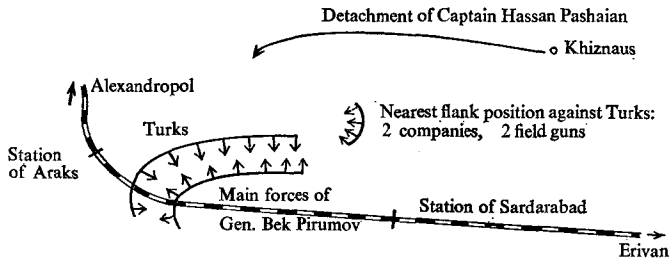 Detachment of Captain Hassan Pashaian
Khiznaus
Alexandropol
Nearest flank position against Turks:
2 companies, 2 field guns
Turks
Station
of Araks
Main forces of
Gen. Bek Pirumov
Station of Sardarabad
Erivan